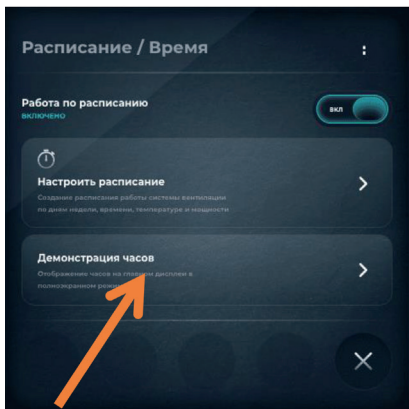 Расписание / Время
Работа по расписанию
ВКЛЮЧЕНО
ВКЛ
Настроить расписание
Создание расписания работы системы вентиляции
по дням недели, времени, температуре и мощности
Демонстрация часов
Отображение часов на главном дисплее в
полноэкранном